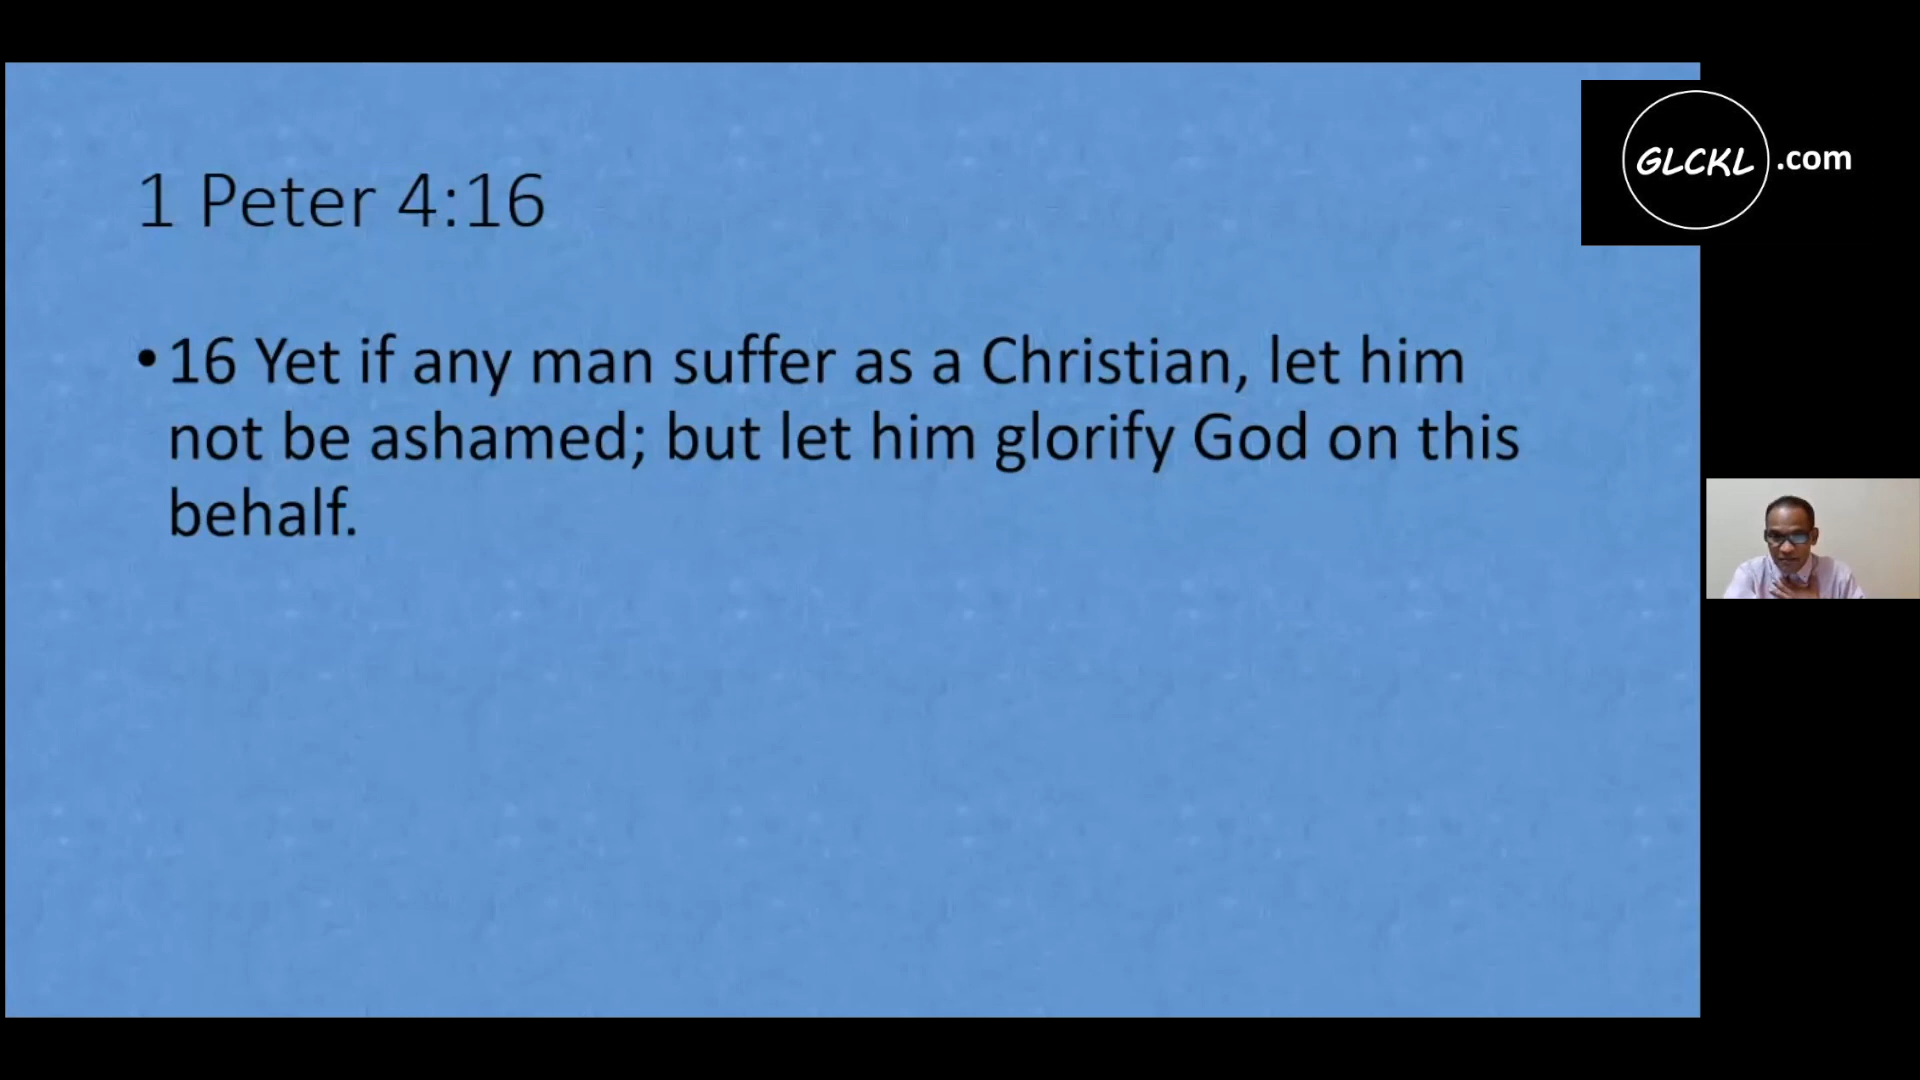 1 Peter 4:16
• 16 Yet if any man suffer as a Christian, let him
not be ashamed; but let him glorify God on this
behalf.
GLCKL.com